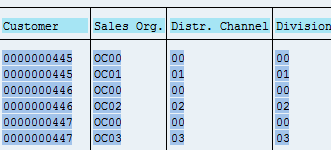 Customer Sales Org. Distr. Channel Division
0000000445 OC00 00 00
0000000445 OC01 01 01
0000000446 OC00 00 00
0000000446 OC02 02 02
0000000447 OC00 00 00
0000000447 OC03 03 03